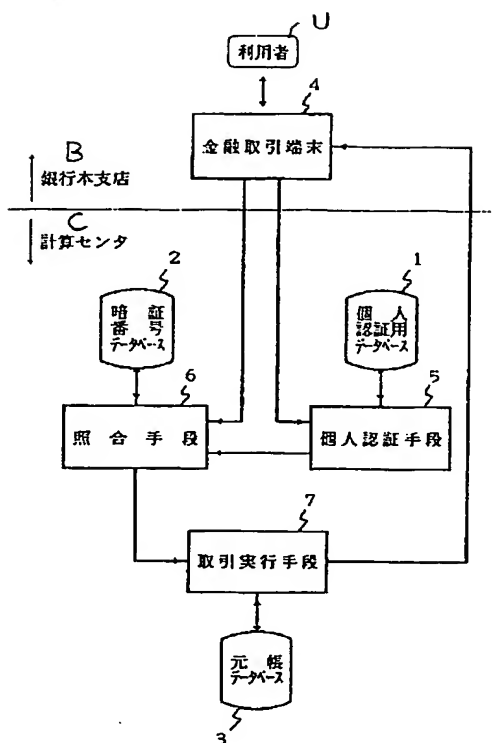 U
利用者
4
金融取引端末
B
銀行本支店
C
計算センタ
2
暗証
番号
データベース
1
個人
認証用
データベース
6
照合手段
5
個人認証手段
7
取引実行手段
元帳
データベース
3